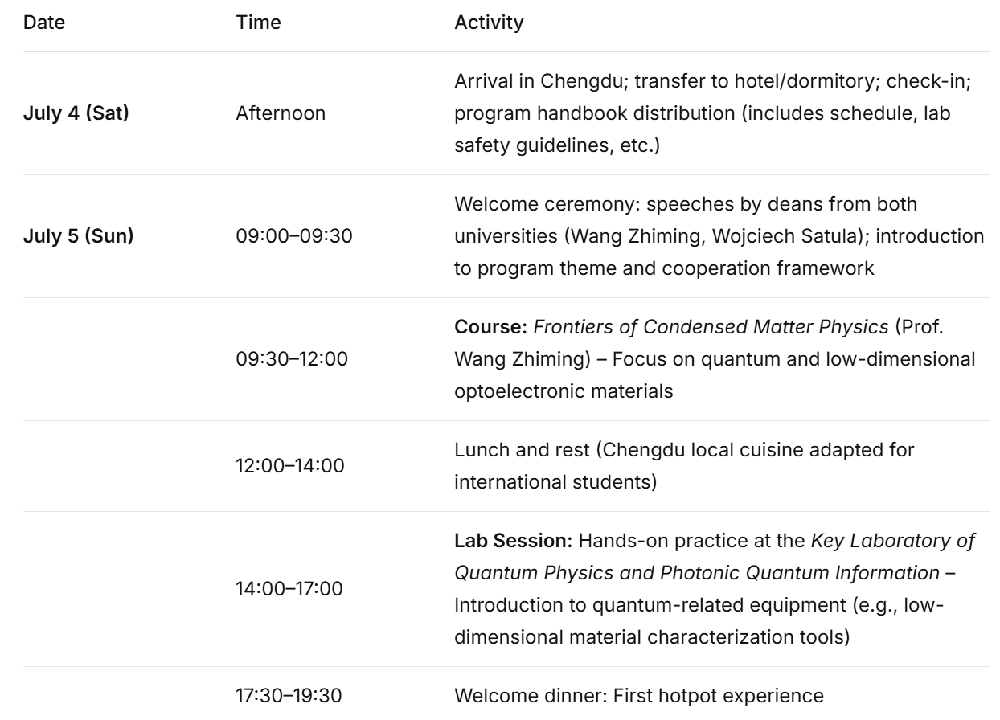 Date Time Activity
July 4 (Sat) Afternoon Arrival in Chengdu; transfer to hotel/dormitory; check-in;
program handbook distribution (includes schedule, lab
safety guidelines, etc.)
July 5 (Sun) 09:00–09:30 Welcome ceremony: speeches by deans from both
universities (Wang Zhiming, Wojciech Satula); introduction
to program theme and cooperation framework
09:30–12:00 Course: Frontiers of Condensed Matter Physics (Prof.
Wang Zhiming) – Focus on quantum and low-dimensional
optoelectronic materials
12:00–14:00 Lunch and rest (Chengdu local cuisine adapted for
international students)
14:00–17:00 Lab Session: Hands-on practice at the Key Laboratory of
Quantum Physics and Photonic Quantum Information –
Introduction to quantum-related equipment (e.g., low-
dimensional material characterization tools)
17:30–19:30 Welcome dinner: First hotpot experience